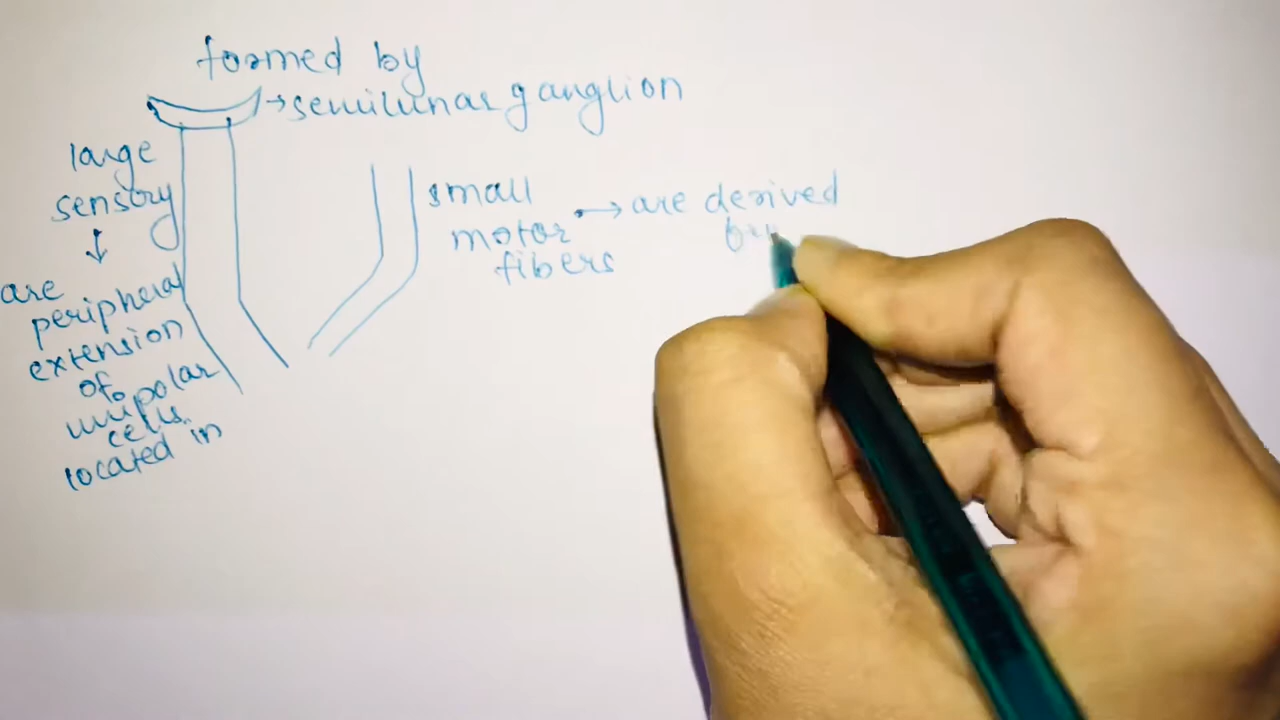 formed by
→semilunar ganglion
large
sensory
↓
are
peripheral
extension
of
unipolar
cells
located in
small
motor
fibers
→ are derived